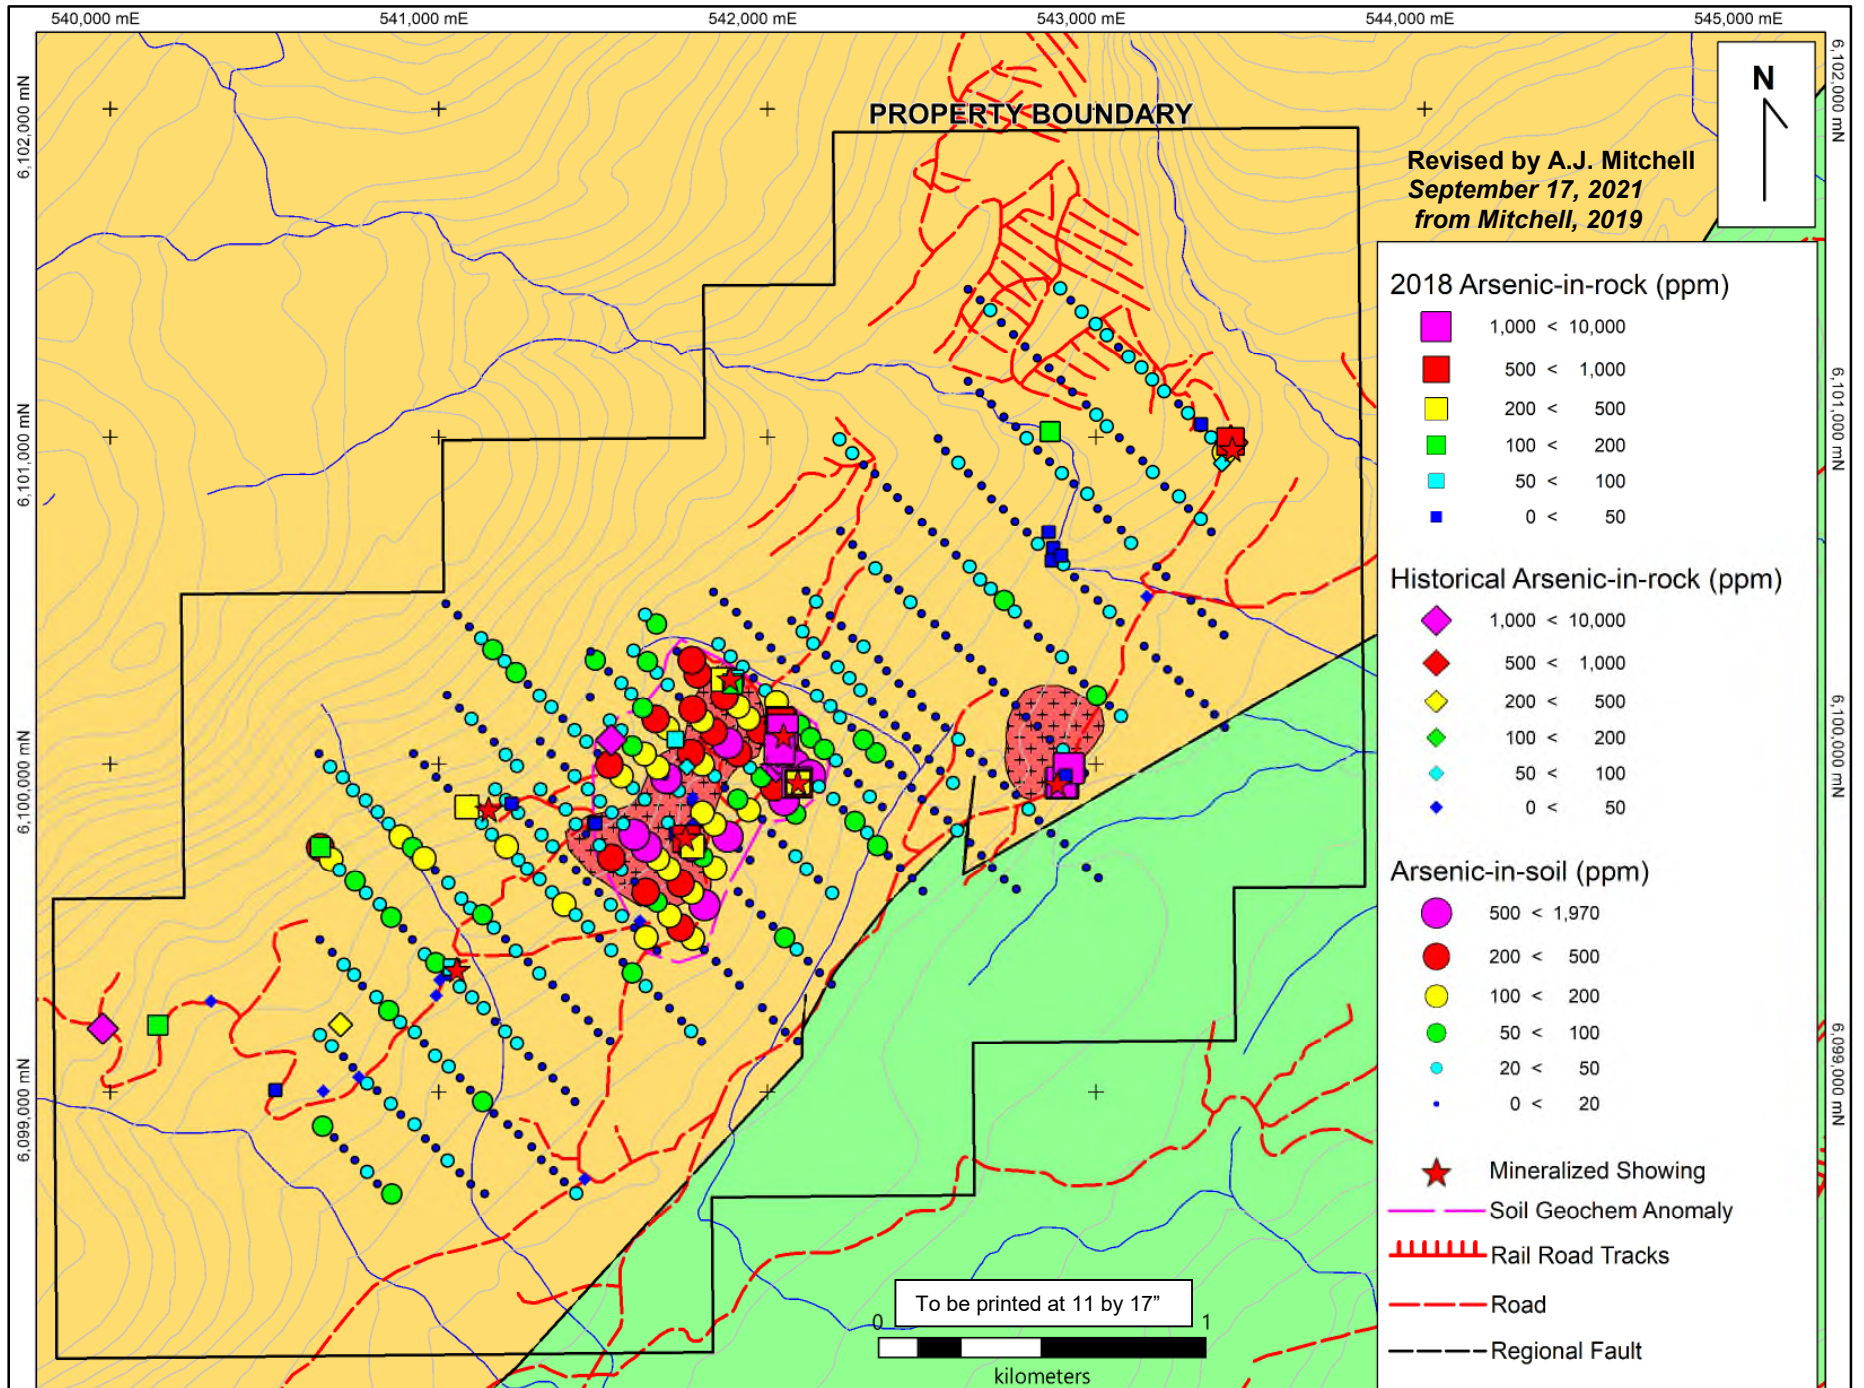 540,000 mE 541,000 mE 542,000 mE 543,000 mE 544,000 mE 545,000 mE
6,102,000 mN
6,101,000 mN
6,100,000 mN
6,099,000 mN
6,102,000 mN
6,101,000 mN
6,100,000 mN
6,099,000 mN
PROPERTY BOUNDARY
N
Revised by A.J. Mitchell
September 17, 2021
from Mitchell, 2019
2018 Arsenic-in-rock (ppm)
1,000 < 10,000
500 < 1,000
200 < 500
100 < 200
50 < 100
0 < 50
Historical Arsenic-in-rock (ppm)
1,000 < 10,000
500 < 1,000
200 < 500
100 < 200
50 < 100
0 < 50
Arsenic-in-soil (ppm)
500 < 1,970
200 < 500
100 < 200
50 < 100
20 < 50
0 < 20
Mineralized Showing
Soil Geochem Anomaly
Rail Road Tracks
Road
Regional Fault
To be printed at 11 by 17”
0 1
kilometers